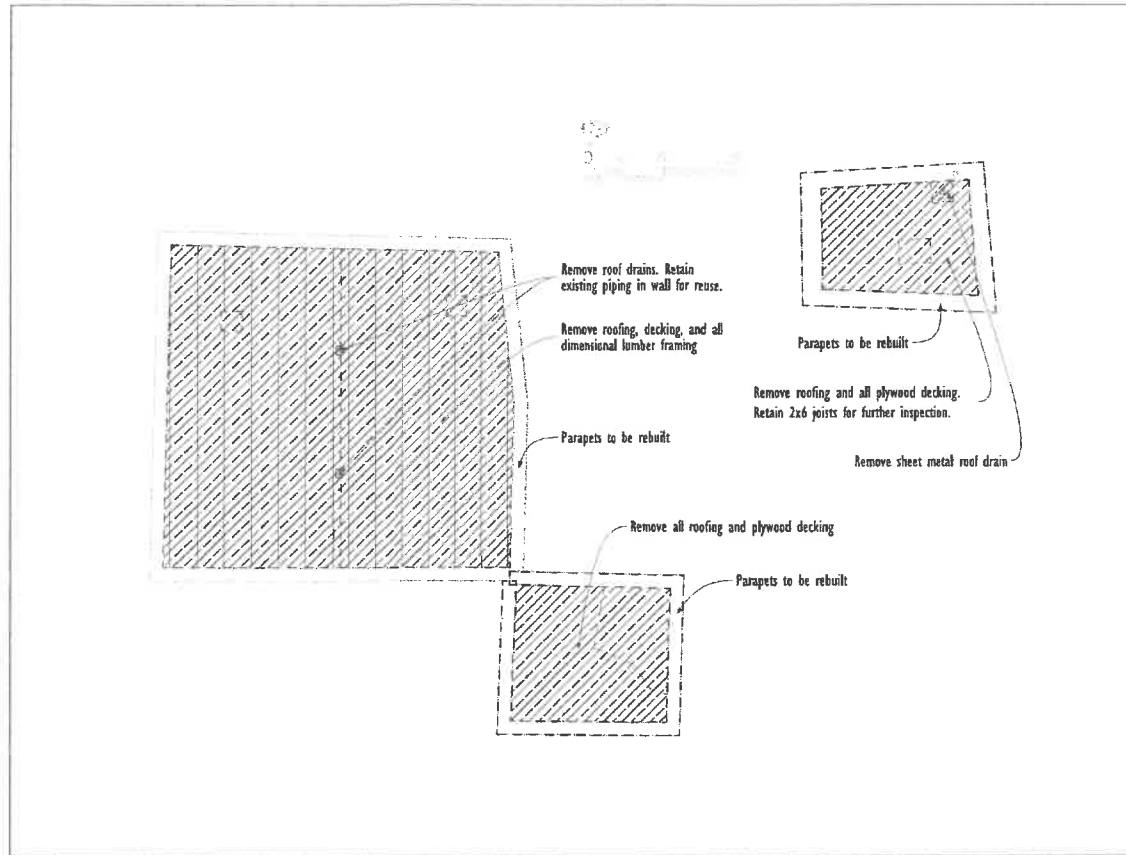 Remove roof drains. Retain
existing piping in wall for reuse.
Remove roofing, decking, and all
dimensional lumber framing
Parapets to be rebuilt
Parapets to be rebuilt
Remove roofing and all plywood decking.
Retain 2x6 joists for further inspection.
Remove sheet metal roof drain
Remove all roofing and plywood decking
Parapets to be rebuilt